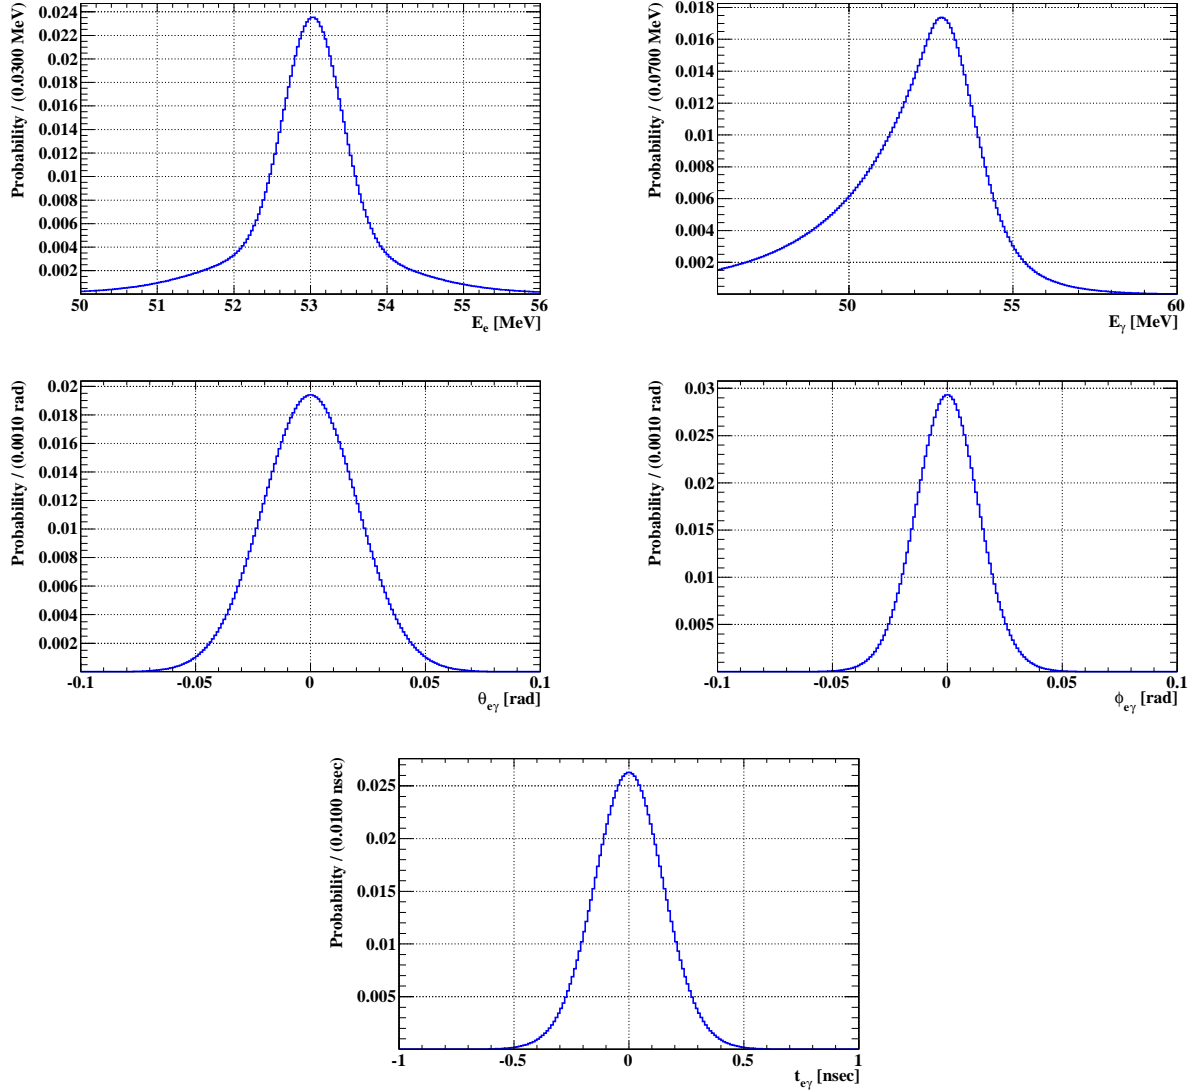 Probability / (0.0300 MeV)
0.024
0.022
0.02
0.018
0.016
0.014
0.012
0.01
0.008
0.006
0.004
0.002
50 51 52 53 54 55 56
E_e [MeV]
Probability / (0.0700 MeV)
0.018
0.016
0.014
0.012
0.01
0.008
0.006
0.004
0.002
50 55 60
E_γ [MeV]
Probability / (0.0010 rad)
0.02
0.018
0.016
0.014
0.012
0.01
0.008
0.006
0.004
0.002
-0.1 -0.05 0 0.05 0.1
θ_eγ [rad]
Probability / (0.0010 rad)
0.03
0.025
0.02
0.015
0.01
0.005
-0.1 -0.05 0 0.05 0.1
ϕ_eγ [rad]
Probability / (0.0100 nsec)
0.025
0.02
0.015
0.01
0.005
-1 -0.5 0 0.5 1
t_eγ [nsec]